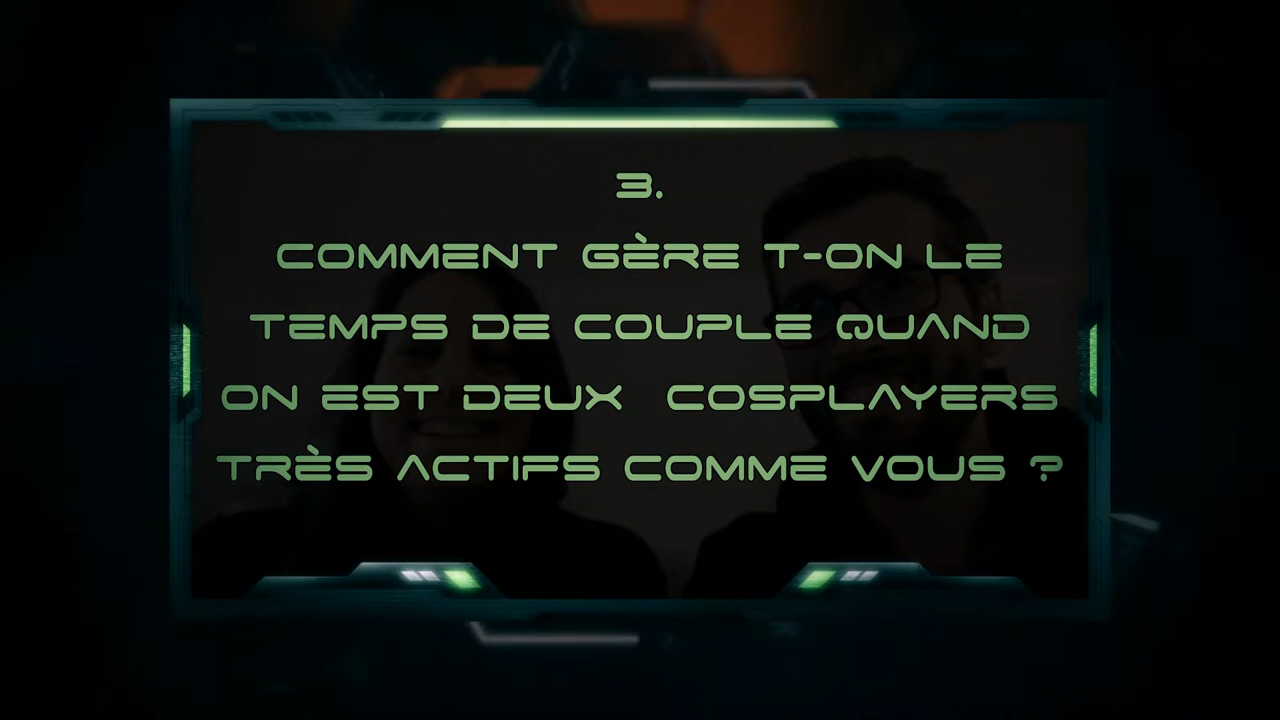 3.
COMMENT GÈRE T-ON LE
TEMPS DE COUPLE QUAND
ON EST DEUX COSPLAYERS
TRÈS ACTIFS COMME VOUS ?